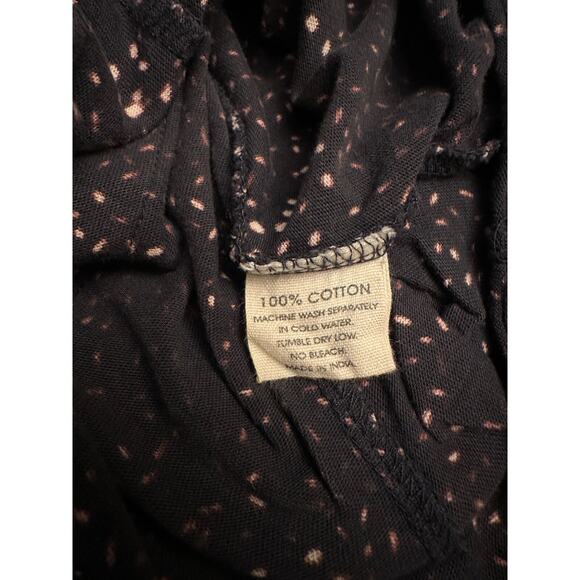 100% COTTON
MACHINE WASH SEPARATELY
IN COLD WATER.
TUMBLE DRY LOW.
NO BLEACH.
MADE IN INDIA